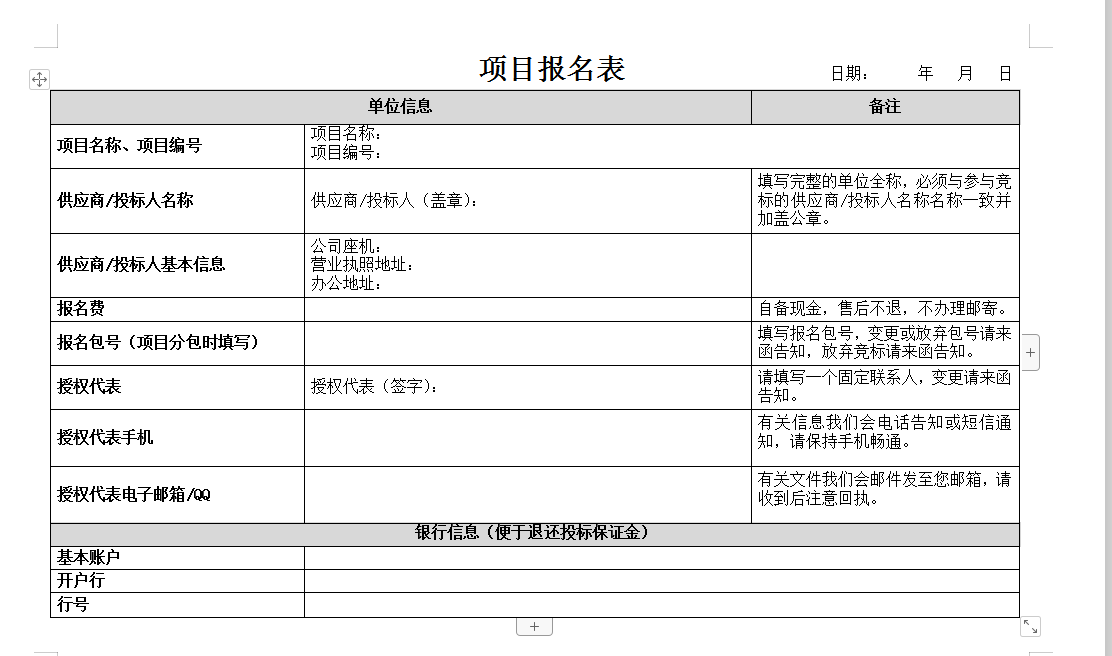 项目报名表
日期： 年 月 日
单位信息 备注
项目名称、项目编号
项目名称：
项目编号：
供应商/投标人名称
供应商/投标人（盖章）：
填写完整的单位全称，必须与参与竞
标的供应商/投标人名称名称一致并
加盖公章。
供应商/投标人基本信息
公司座机：
营业执照地址：
办公地址：
报名费
自备现金，售后不退，不办理邮寄。
报名包号（项目分包时填写）
填写报名包号，变更或放弃包号请来
函告知，放弃竞标请来函告知。
授权代表
授权代表（签字）：
请填写一个固定联系人，变更请来函
告知。
授权代表手机
有关信息我们会电话告知或短信通
知，请保持手机畅通。
授权代表电子邮箱/QQ
有关文件我们会邮件发至您邮箱，请
收到后注意回执。
银行信息（便于退还投标保证金）
基本账户
开户行
行号